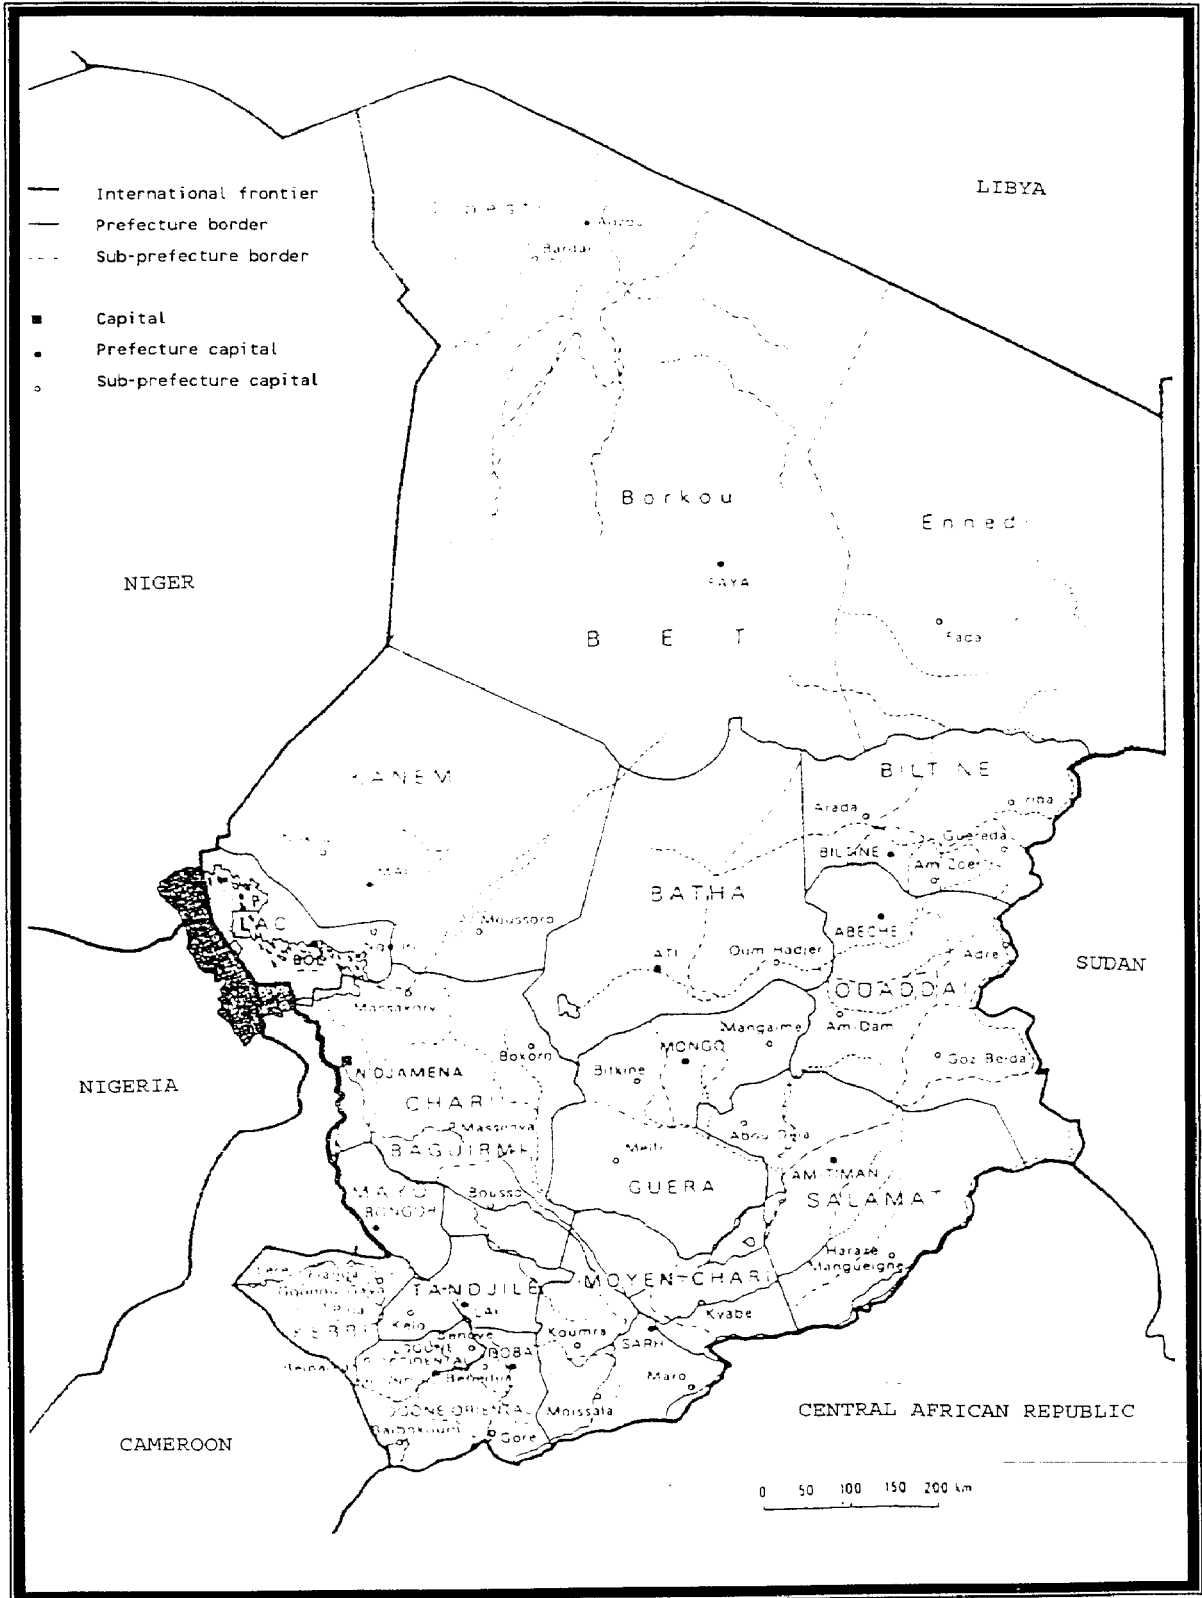 LIBYA
International frontier
Prefecture border
Sub-prefecture border
Capital
Prefecture capital
Sub-prefecture capital
Aozou
Bardai
Borkou
Enned
NIGER
FAYA
B E T
Fada
KANEM
BILTINE
Arada
Guereda
BILTINE
Am Zoer
MAO
BATHA
LAC
Moussoro
ABECHE
ATI
Oum Hadjer
Adre
BOL
SUDAN
OUADDAI
Massakory
Am Dam
Mangalme
MONGO
Bokoro
Bitkine
Goz Beida
NIGERIA
N'DJAMENA
CHARI
Massenya
Abou Deia
BAGUIRMI
Melfi
AM-TIMAN
GUERA
SALAMAT
MAYO
Bousso
BONGOR
Haraze
Mangueigne
MOYEN-CHARI
TANDJILE
Kyabe
LAI
Kelo
Koumra
SARH
DOBA
Maro
Moissala
CENTRAL AFRICAN REPUBLIC
Gore
CAMEROON
0 50 100 150 200 km